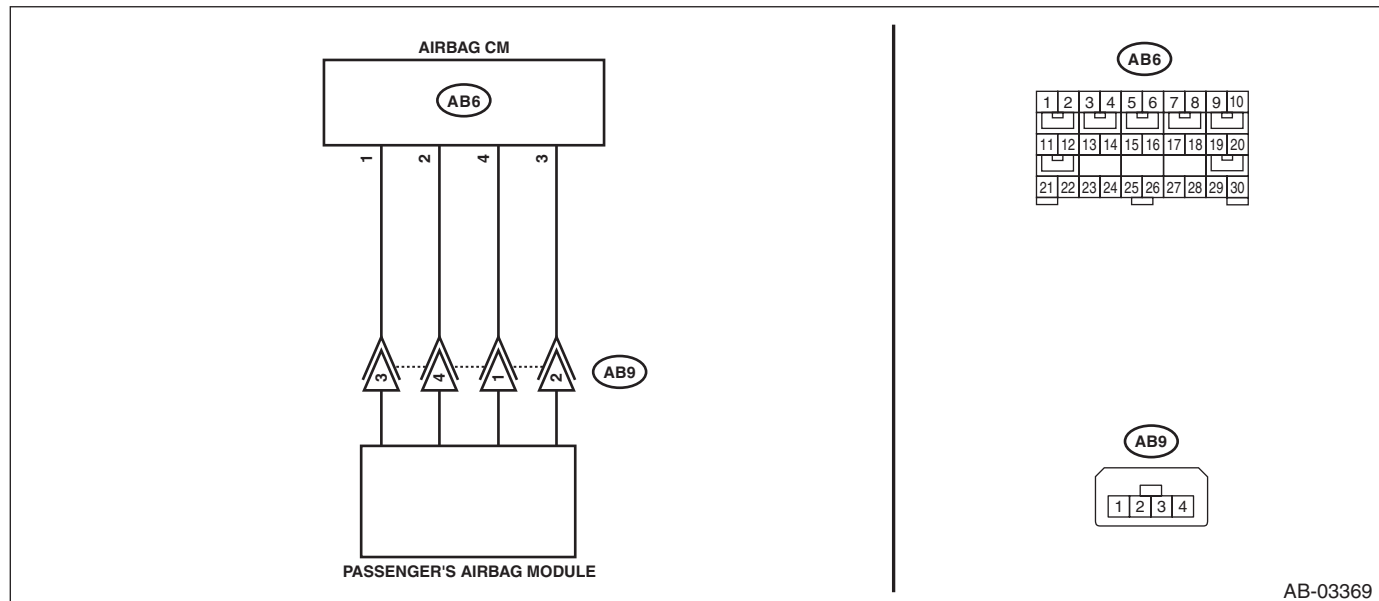 AIRBAG CM
AB6
1 2 4 3
3 4 1 2
AB9
PASSENGER'S AIRBAG MODULE
AB6
1 2 3 4 5 6 7 8 9 10
11 12 13 14 15 16 17 18 19 20
21 22 23 24 25 26 27 28 29 30
AB9
1 2 3 4
AB-03369